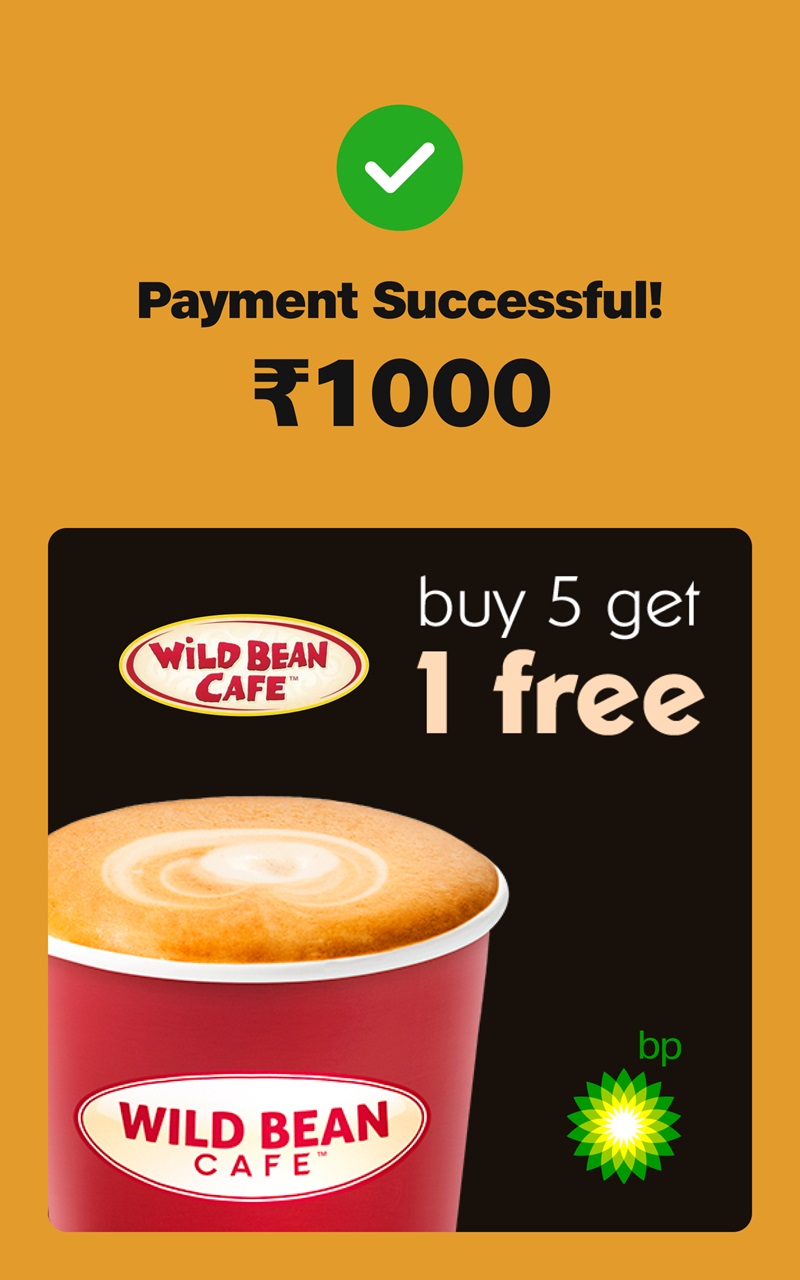 Payment Successful!
₹1000
buy 5 get
1 free
WiLD BEAN
CAFE™
bp
WILD BEAN
CAFE™